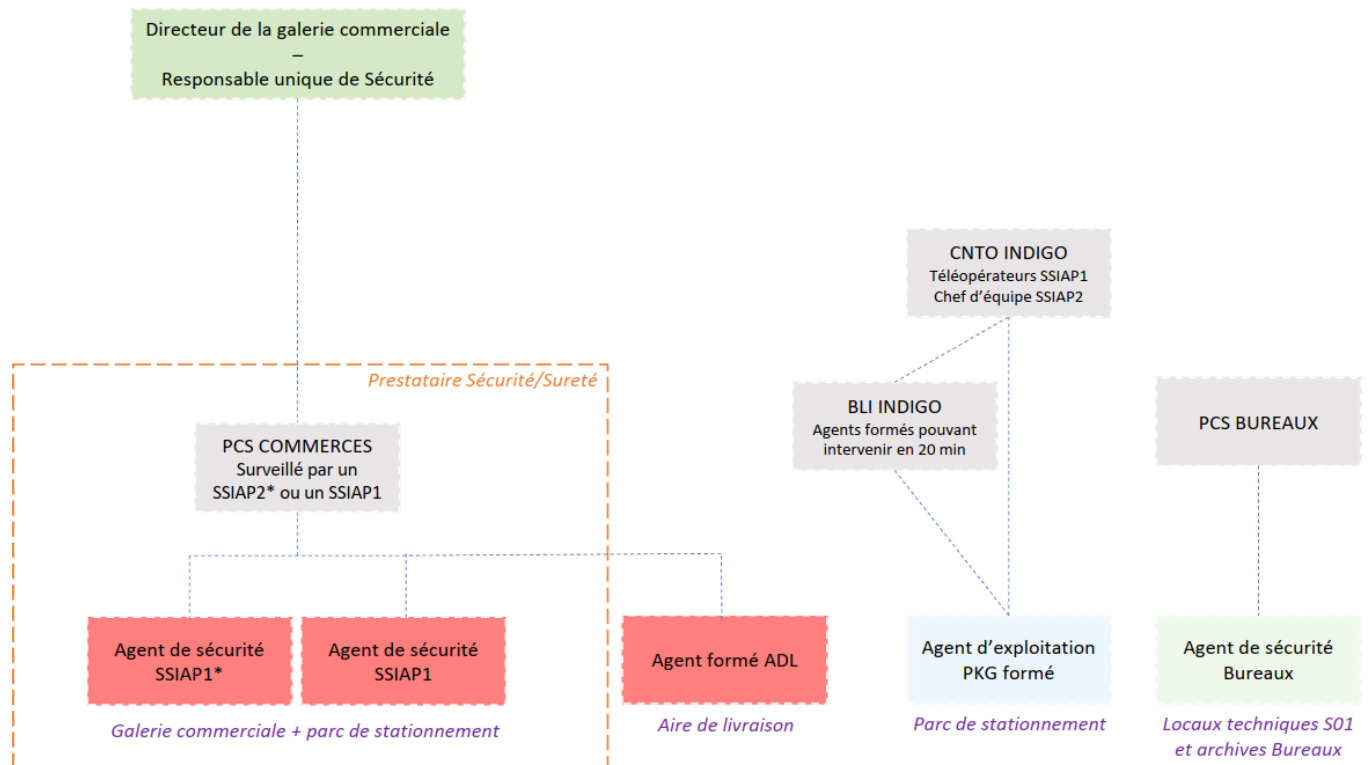 Directeur de la galerie commerciale
–
Responsable unique de Sécurité
CNTO INDIGO
Téléopérateurs SSIAP1
Chef d’équipe SSIAP2
Prestataire Sécurité/Sureté
BLI INDIGO
Agents formés pouvant
intervenir en 20 min
PCS BUREAUX
PCS COMMERCES
Surveillé par un
SSIAP2* ou un SSIAP1
Agent de sécurité
SSIAP1*
Agent de sécurité
SSIAP1
Agent formé ADL
Agent d’exploitation
PKG formé
Agent de sécurité
Bureaux
Galerie commerciale + parc de stationnement
Aire de livraison
Parc de stationnement
Locaux techniques S01
et archives Bureaux